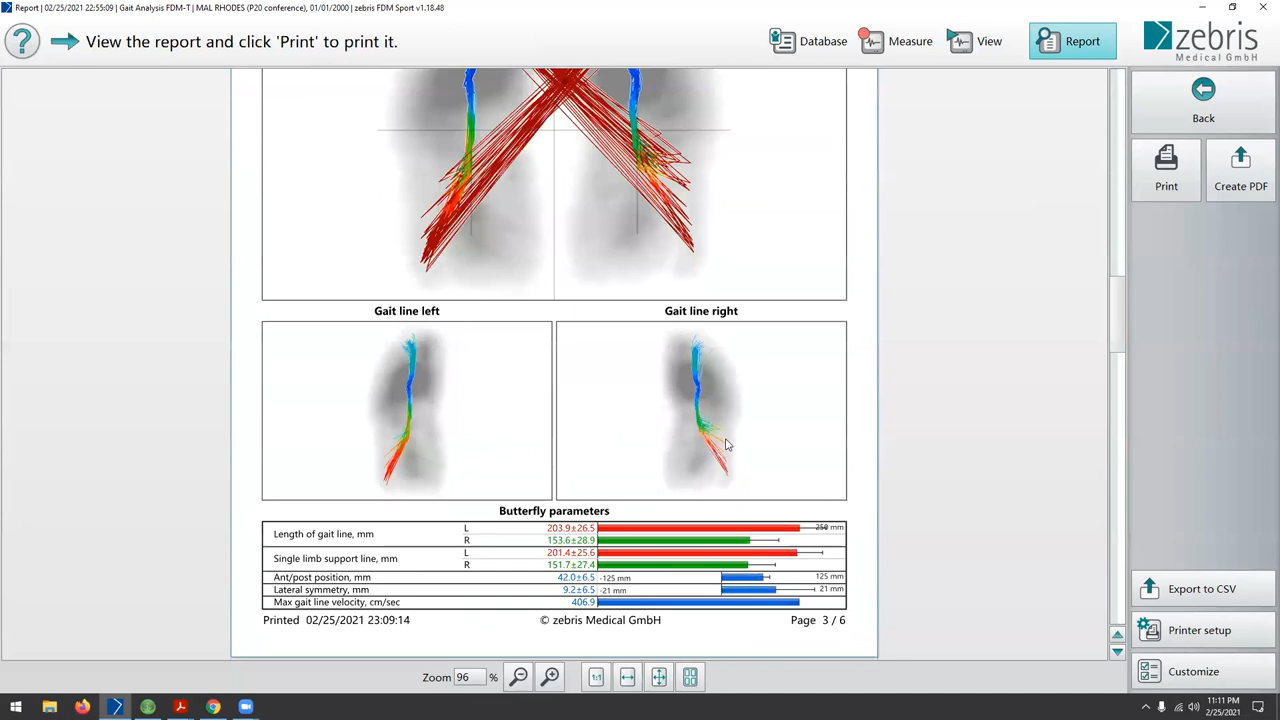 Report | 02/25/2021 22:55:09 | Gait Analysis FDM-T | MAL RHODES (P20 conference), 01/01/2000 | zebris FDM Sport v1.18.48
? View the report and click 'Print' to print it.
Database Measure View Report
zebris
Medical GmbH
Back
Print Create PDF
Gait line left Gait line right
Butterfly parameters
Length of gait line, mm L 203.9±26.5 250 mm
R 153.6±28.9
Single limb support line, mm L 201.4±25.6
R 151.7±27.4
Ant/post position, mm 42.0±6.5 -125 mm 125 mm
Lateral symmetry, mm 9.2±6.5 -21 mm 21 mm
Max gait line velocity, cm/sec 406.9
Printed 02/25/2021 23:09:14 © zebris Medical GmbH Page 3 / 6
Export to CSV
Printer setup
Customize
Zoom 96 % 1:1
11:11 PM
2/25/2021